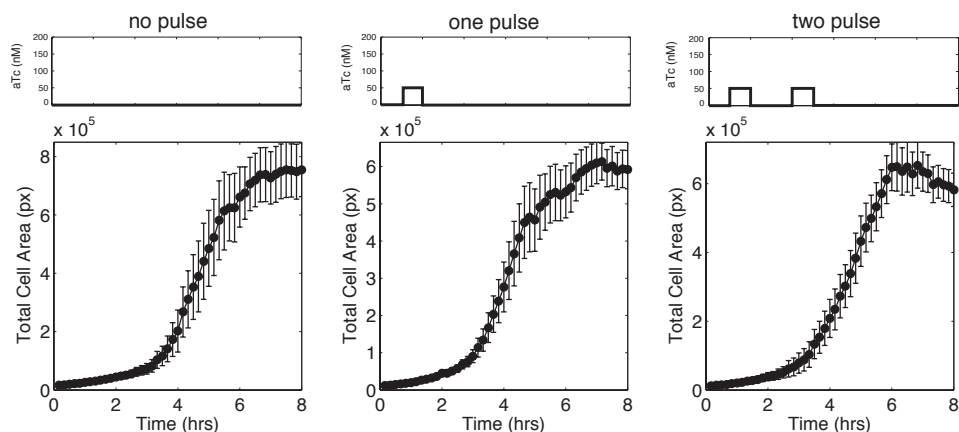 no pulse
one pulse
two pulse
aTc (nM)
200
150
100
50
0
aTc (nM)
200
150
100
50
0
aTc (nM)
200
150
100
50
0
x 10^5
Total Cell Area (px)
8
6
4
2
0
0 2 4 6 8
Time (hrs)
x 10^5
Total Cell Area (px)
6
5
4
3
2
1
0
0 2 4 6 8
Time (hrs)
x 10^5
Total Cell Area (px)
6
4
2
0
0 2 4 6 8
Time (hrs)